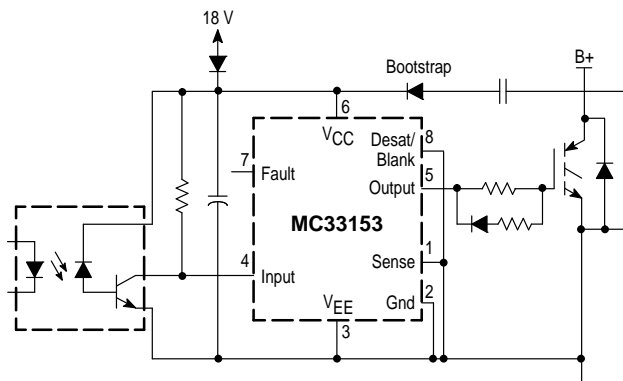 18 V
Bootstrap
B+
6
VCC
Desat/
Blank
8
7
Fault
5
Output
MC33153
4
Input
1
Sense
2
Gnd
VEE
3